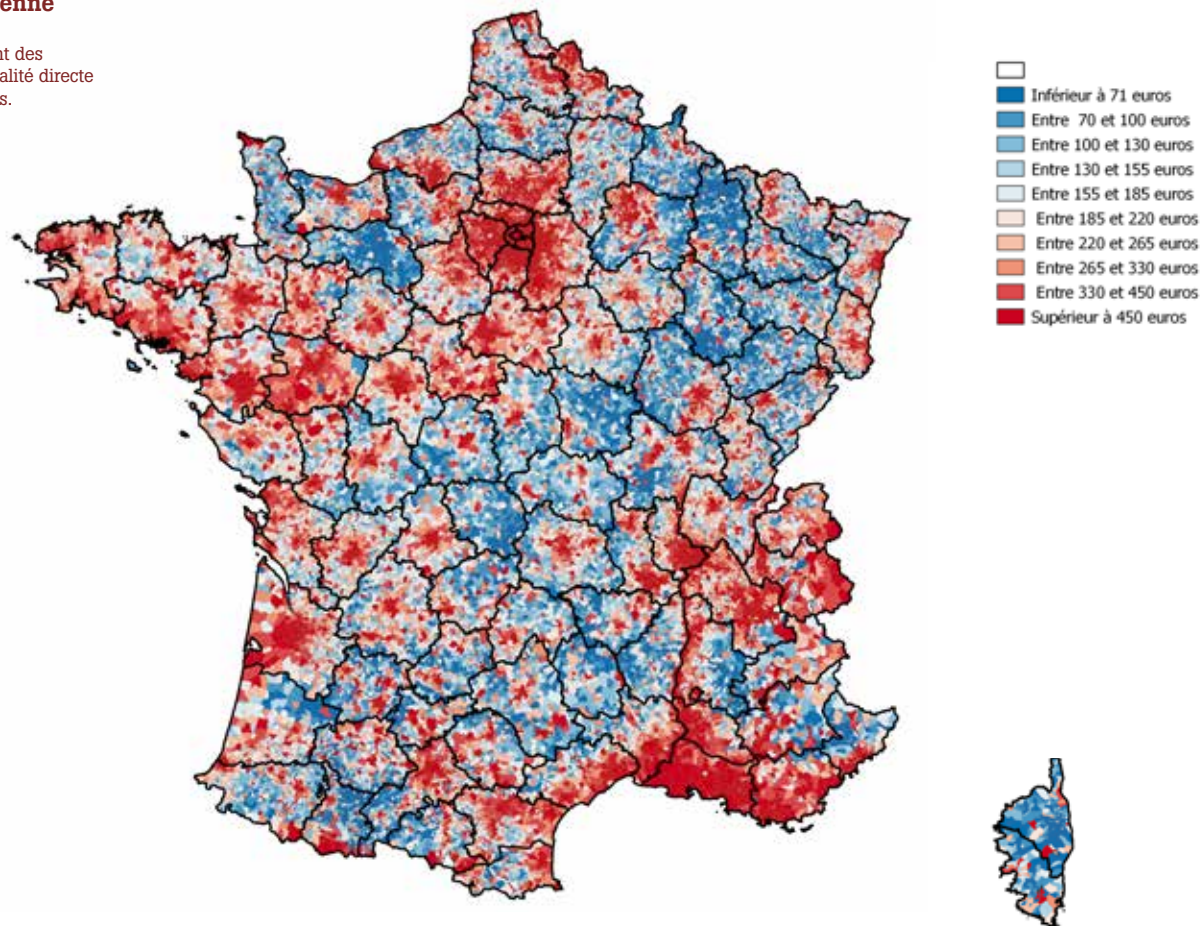 enne
nt des
alité directe
s.
Inférieur à 71 euros
Entre 70 et 100 euros
Entre 100 et 130 euros
Entre 130 et 155 euros
Entre 155 et 185 euros
Entre 185 et 220 euros
Entre 220 et 265 euros
Entre 265 et 330 euros
Entre 330 et 450 euros
Supérieur à 450 euros